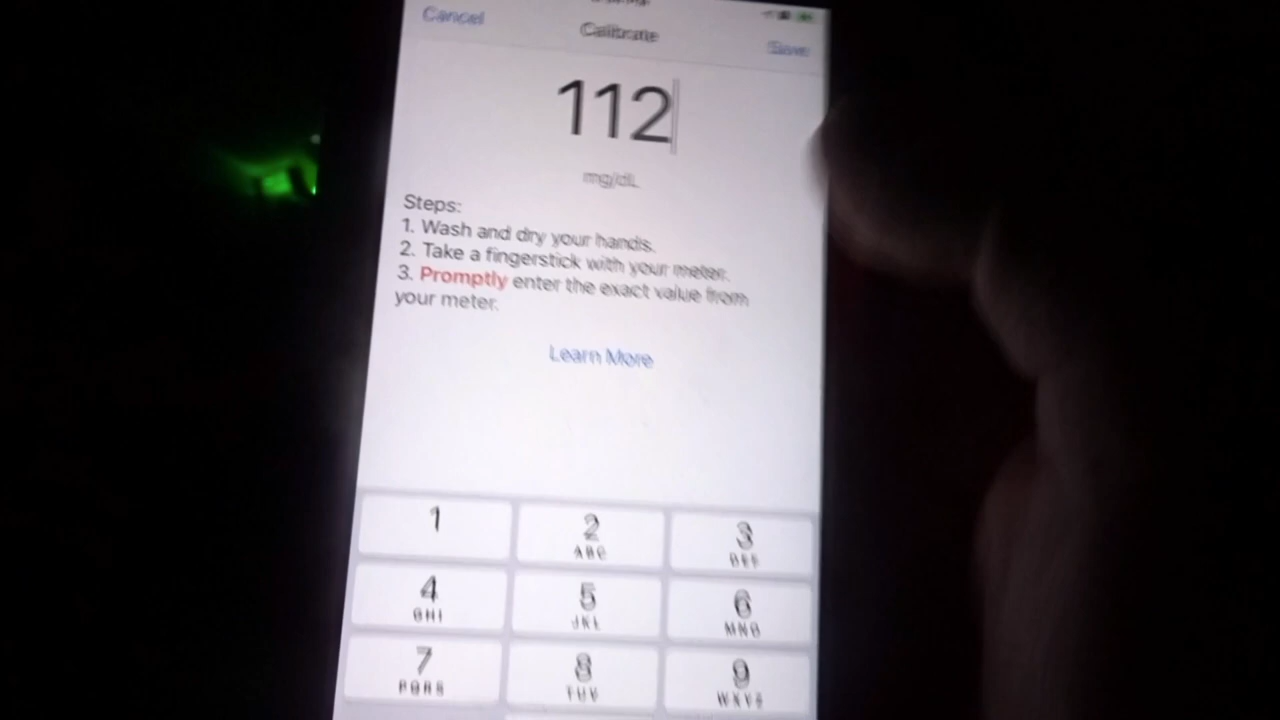 Cancel
Calibrate
Save
112
mg/dL
Steps:
1. Wash and dry your hands.
2. Take a fingerstick with your meter.
3. Promptly enter the exact value from
your meter.
Learn More
1
2
ABC
3
DEF
4
GHI
5
JKL
6
MNO
7
PQRS
8
TUV
9
WXYZ